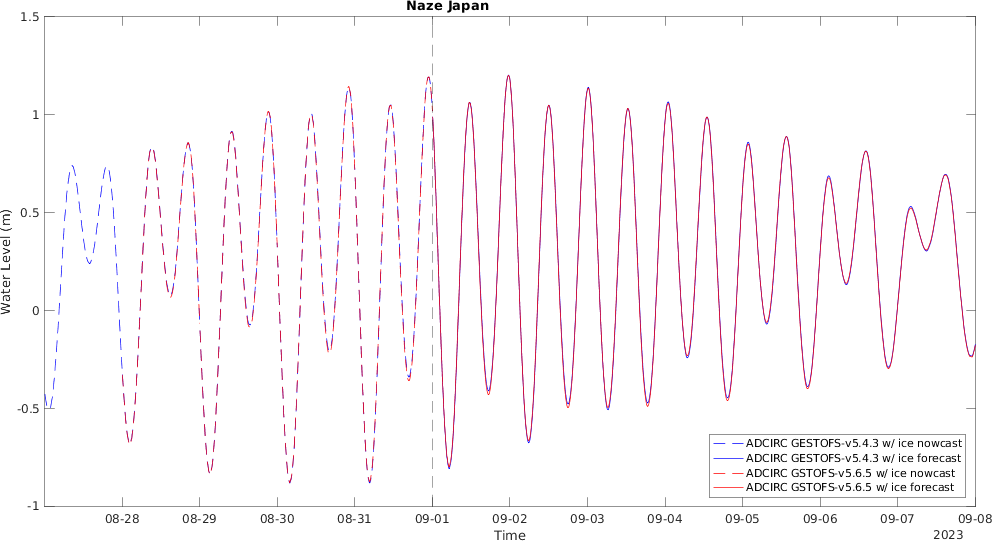 Naze Japan
1.5
1
0.5
0
-0.5
-1
Water Level (m)
08-28
08-29
08-30
08-31
09-01
09-02
09-03
09-04
09-05
09-06
09-07
09-08
Time
2023
ADCIRC GESTOFS-v5.4.3 w/ ice nowcast
ADCIRC GESTOFS-v5.4.3 w/ ice forecast
ADCIRC GSTOFS-v5.6.5 w/ ice nowcast
ADCIRC GSTOFS-v5.6.5 w/ ice forecast